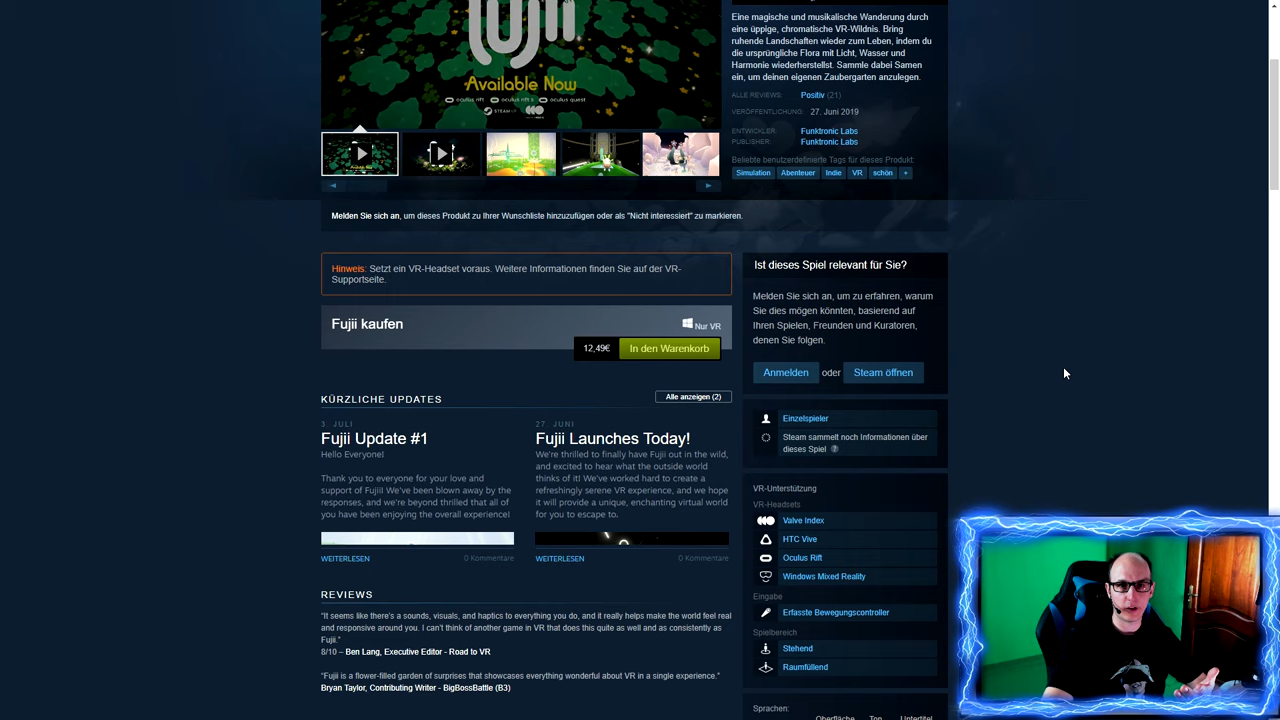 Eine magische und musikalische Wanderung durch
eine üppige, chromatische VR-Wildnis. Bring
ruhende Landschaften wieder zum Leben, indem du
die ursprüngliche Flora mit Licht, Wasser und
Harmonie wiederherstellst. Sammle dabei Samen
ein, um deinen eigenen Zaubergarten anzulegen.
Available Now
oculus rift oculus rift s oculus quest
STEAMVR
ALLE REVIEWS: Positiv (21)
VERÖFFENTLICHUNG: 27. Juni 2019
ENTWICKLER: Funktronic Labs
PUBLISHER: Funktronic Labs
Beliebte benutzerdefinierte Tags für dieses Produkt:
Simulation Abenteuer Indie VR schön +
Melden Sie sich an, um dieses Produkt zu Ihrer Wunschliste hinzuzufügen oder als "Nicht interessiert" zu markieren.
Hinweis: Setzt ein VR-Headset voraus. Weitere Informationen finden Sie auf der VR-
Supportseite.
Fujii kaufen
Nur VR
12,49€ In den Warenkorb
KÜRZLICHE UPDATES
Alle anzeigen (2)
3. JULI
Fujii Update #1
Hello Everyone!
Thank you to everyone for your love and
support of Fujii! We've been blown away by the
responses, and we're beyond thrilled that all of
you have been enjoying the overall experience!
WEITERLESEN 0 Kommentare
27. JUNI
Fujii Launches Today!
We're thrilled to finally have Fujii out in the wild,
and excited to hear what the outside world
thinks of it! We've worked hard to create a
refreshingly serene VR experience, and we hope
it will provide a unique, enchanting virtual world
for you to escape to.
WEITERLESEN 0 Kommentare
REVIEWS
"It seems like there's a sounds, visuals, and haptics to everything you do, and it really helps make the world feel real
and responsive around you. I can't think of another game in VR that does this quite as well and as consistently as
Fujii."
8/10 – Ben Lang, Executive Editor - Road to VR
"Fujii is a flower-filled garden of surprises that showcases everything wonderful about VR in a single experience."
Bryan Taylor, Contributing Writer - BigBossBattle (B3)
Ist dieses Spiel relevant für Sie?
Melden Sie sich an, um zu erfahren, warum
Sie dies mögen könnten, basierend auf
Ihren Spielen, Freunden und Kuratoren,
denen Sie folgen.
Anmelden oder Steam öffnen
Einzelspieler
Steam sammelt noch Informationen über
dieses Spiel ?
VR-Unterstützung
VR-Headsets
Valve Index
HTC Vive
Oculus Rift
Windows Mixed Reality
Eingabe
Erfasste Bewegungscontroller
Spielbereich
Stehend
Raumfüllend
Sprachen:
Oberfläche Ton Untertitel